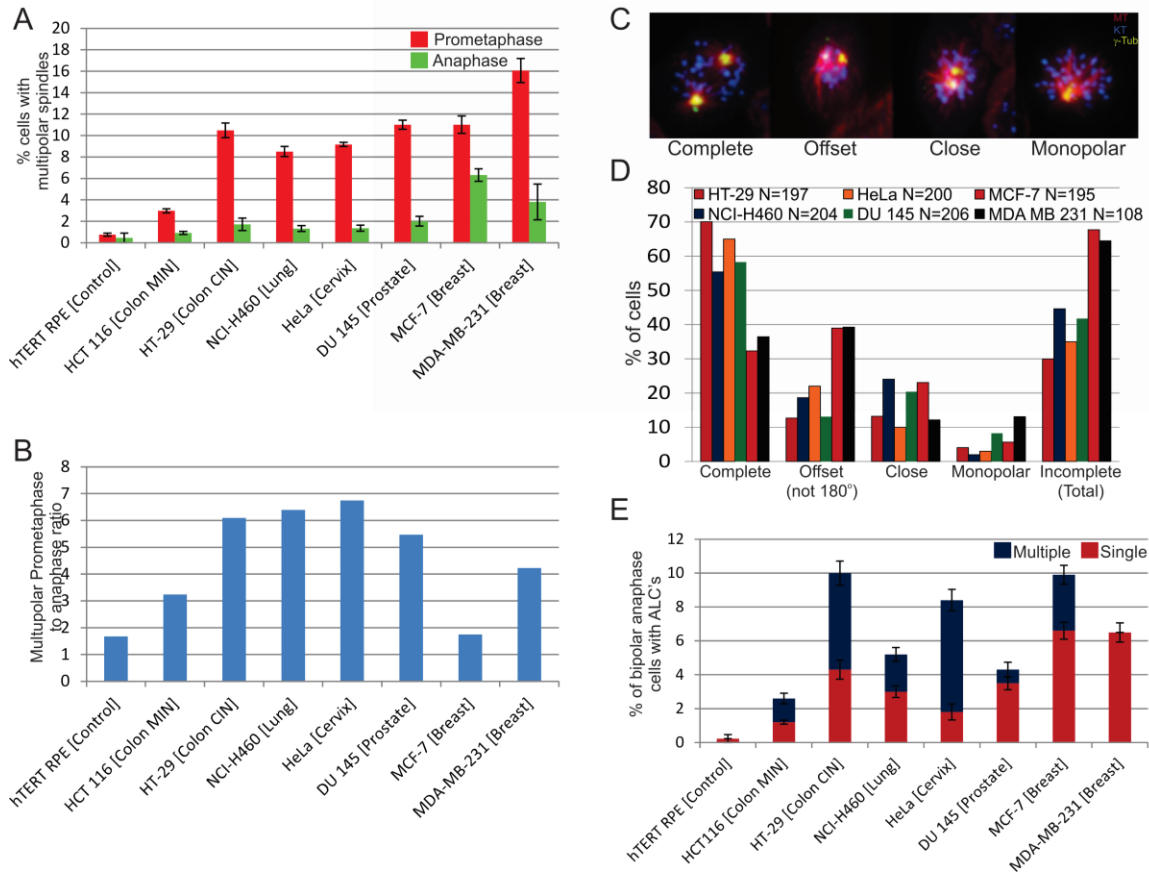 A
% cells with
multipolar spindles
20
18
16
14
12
10
8
6
4
2
0
Prometaphase
Anaphase
hTERT RPE [Control]
HCT 116 [Colon MIN]
HT-29 [Colon CIN]
NCI-H460 [Lung]
HeLa [Cervix]
DU 145 [Prostate]
MCF-7 [Breast]
MDA-MB-231 [Breast]
B
Multupolar Prometaphase
to anaphase ratio
8
7
6
5
4
3
2
1
0
hTERT RPE [Control]
HCT 116 [Colon MIN]
HT-29 [Colon CIN]
NCI-H460 [Lung]
HeLa [Cervix]
DU 145 [Prostate]
MCF-7 [Breast]
MDA-MB-231 [Breast]
C
MT
KT
γ-Tub
Complete Offset Close Monopolar
D
% of cells
80
70
60
50
40
30
20
10
0
HT-29 N=197 HeLa N=200 MCF-7 N=195
NCI-H460 N=204 DU 145 N=206 MDA MB 231 N=108
Complete Offset Close Monopolar Incomplete
(not 180°) (Total)
E
% of bipolar anaphase
cells with ALC's
12
10
8
6
4
2
0
Multiple Single
hTERT RPE [Control]
HCT116 [Colon MIN]
HT-29 [Colon CIN]
NCI-H460 [Lung]
HeLa [Cervix]
DU 145 [Prostate]
MCF-7 [Breast]
MDA-MB-231 [Breast]